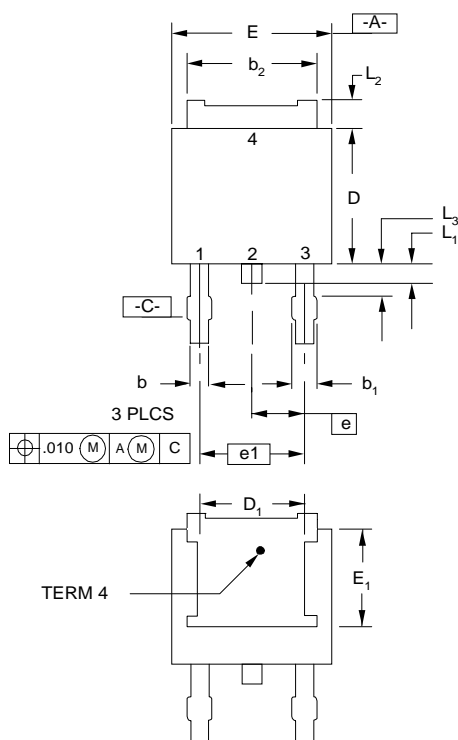 E
-A-
b2
L2
4
D
L3
L1
1 2 3
-C-
b
b1
3 PLCS
e
⌖ .010 Ⓜ A Ⓜ C
e1
D1
E1
TERM 4